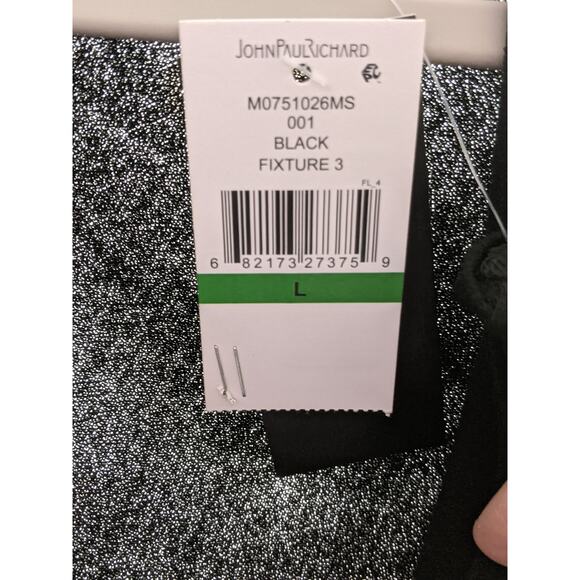 JOHNPAULRICHARD
M0751026MS
001
BLACK
FIXTURE 3
FL_4
6 82173 27375 9
L